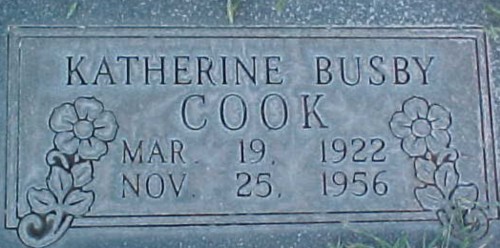 KATHERINE BUSBY
COOK
MAR. 19, 1922
NOV. 25, 1956